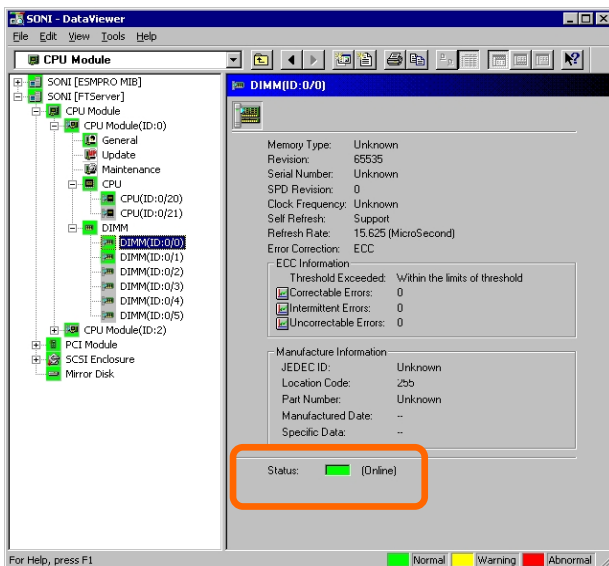 SONI - DataViewer
File Edit View Tools Help
CPU Module
SONI [ESMPRO MIB]
SONI [FTServer]
CPU Module
CPU Module(ID:0)
General
Update
Maintenance
CPU
CPU(ID:0/20)
CPU(ID:0/21)
DIMM
DIMM(ID:0/0)
DIMM(ID:0/1)
DIMM(ID:0/2)
DIMM(ID:0/3)
DIMM(ID:0/4)
DIMM(ID:0/5)
CPU Module(ID:2)
PCI Module
SCSI Enclosure
Mirror Disk
DIMM(ID:0/0)
Memory Type: Unknown
Revision: 65535
Serial Number: Unknown
SPD Revision: 0
Clock Frequency: Unknown
Self Refresh: Support
Refresh Rate: 15.625 (MicroSecond)
Error Correction: ECC
ECC Information
Threshold Exceeded: Within the limits of threshold
Correctable Errors: 0
Intermittent Errors: 0
Uncorrectable Errors: 0
Manufacture Information
JEDEC ID: Unknown
Location Code: 255
Part Number: Unknown
Manufactured Date: --
Specific Data: --
Status: (Online)
For Help, press F1
Normal Warning Abnormal